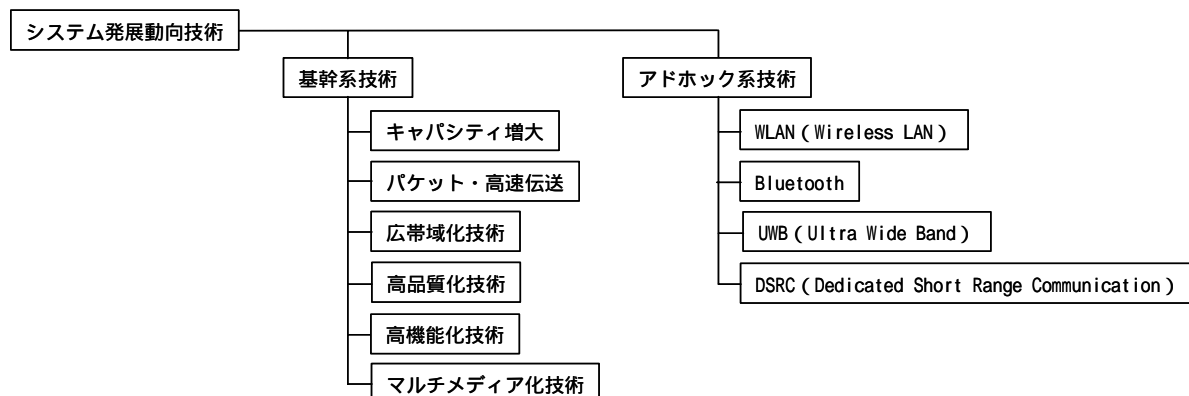 システム発展動向技術
基幹系技術
キャパシティ増大
パケット・高速伝送
広帯域化技術
高品質化技術
高機能化技術
マルチメディア化技術
アドホック系技術
WLAN（Wireless LAN）
Bluetooth
UWB（Ultra Wide Band）
DSRC（Dedicated Short Range Communication）